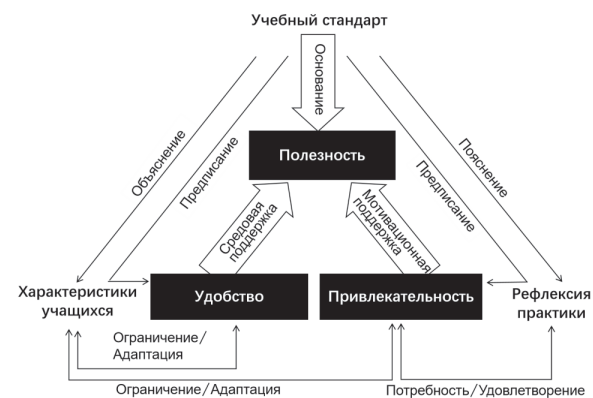 Учебный стандарт
Основание
Объяснение
Предписание
Пояснение
Предписание
Полезность
Средовая
поддержка
Мотивационная
поддержка
Характеристики
учащихся
Удобство
Привлекательность
Рефлексия
практики
Ограничение/
Адаптация
Ограничение/Адаптация
Потребность/Удовлетворение